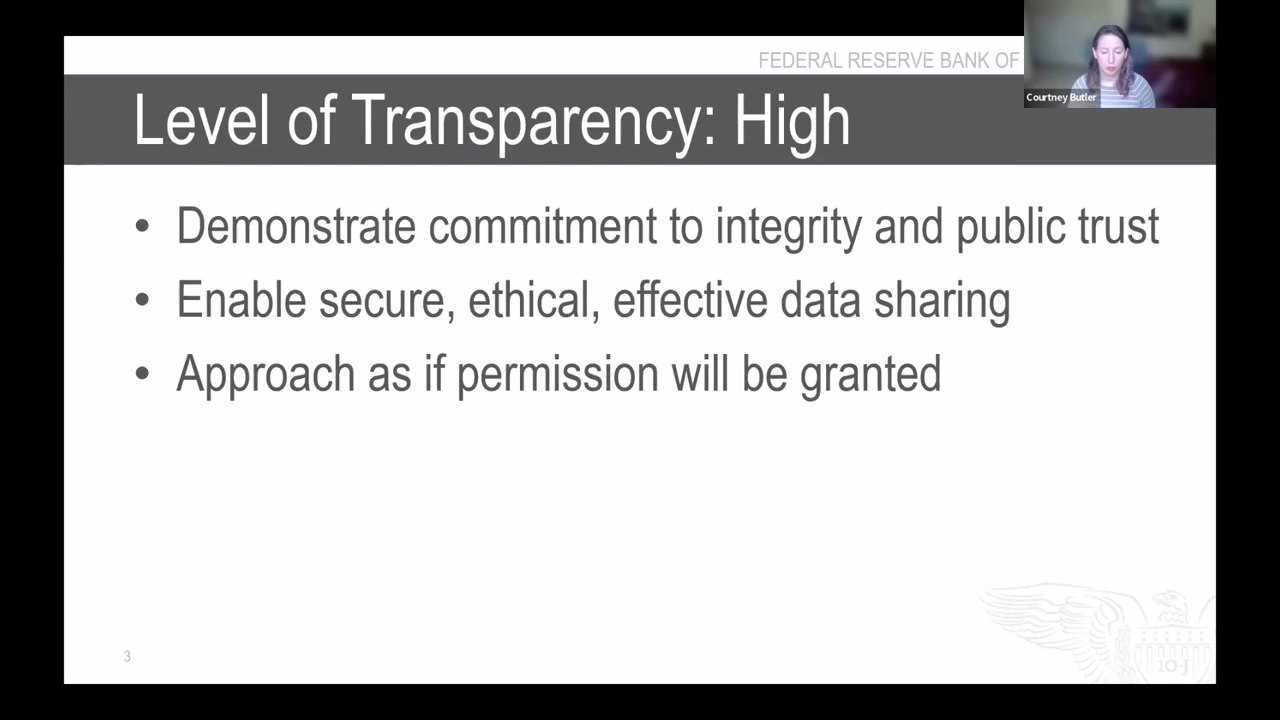 FEDERAL RESERVE BANK OF
Courtney Butler
Level of Transparency: High
• Demonstrate commitment to integrity and public trust
• Enable secure, ethical, effective data sharing
• Approach as if permission will be granted
3
10-J